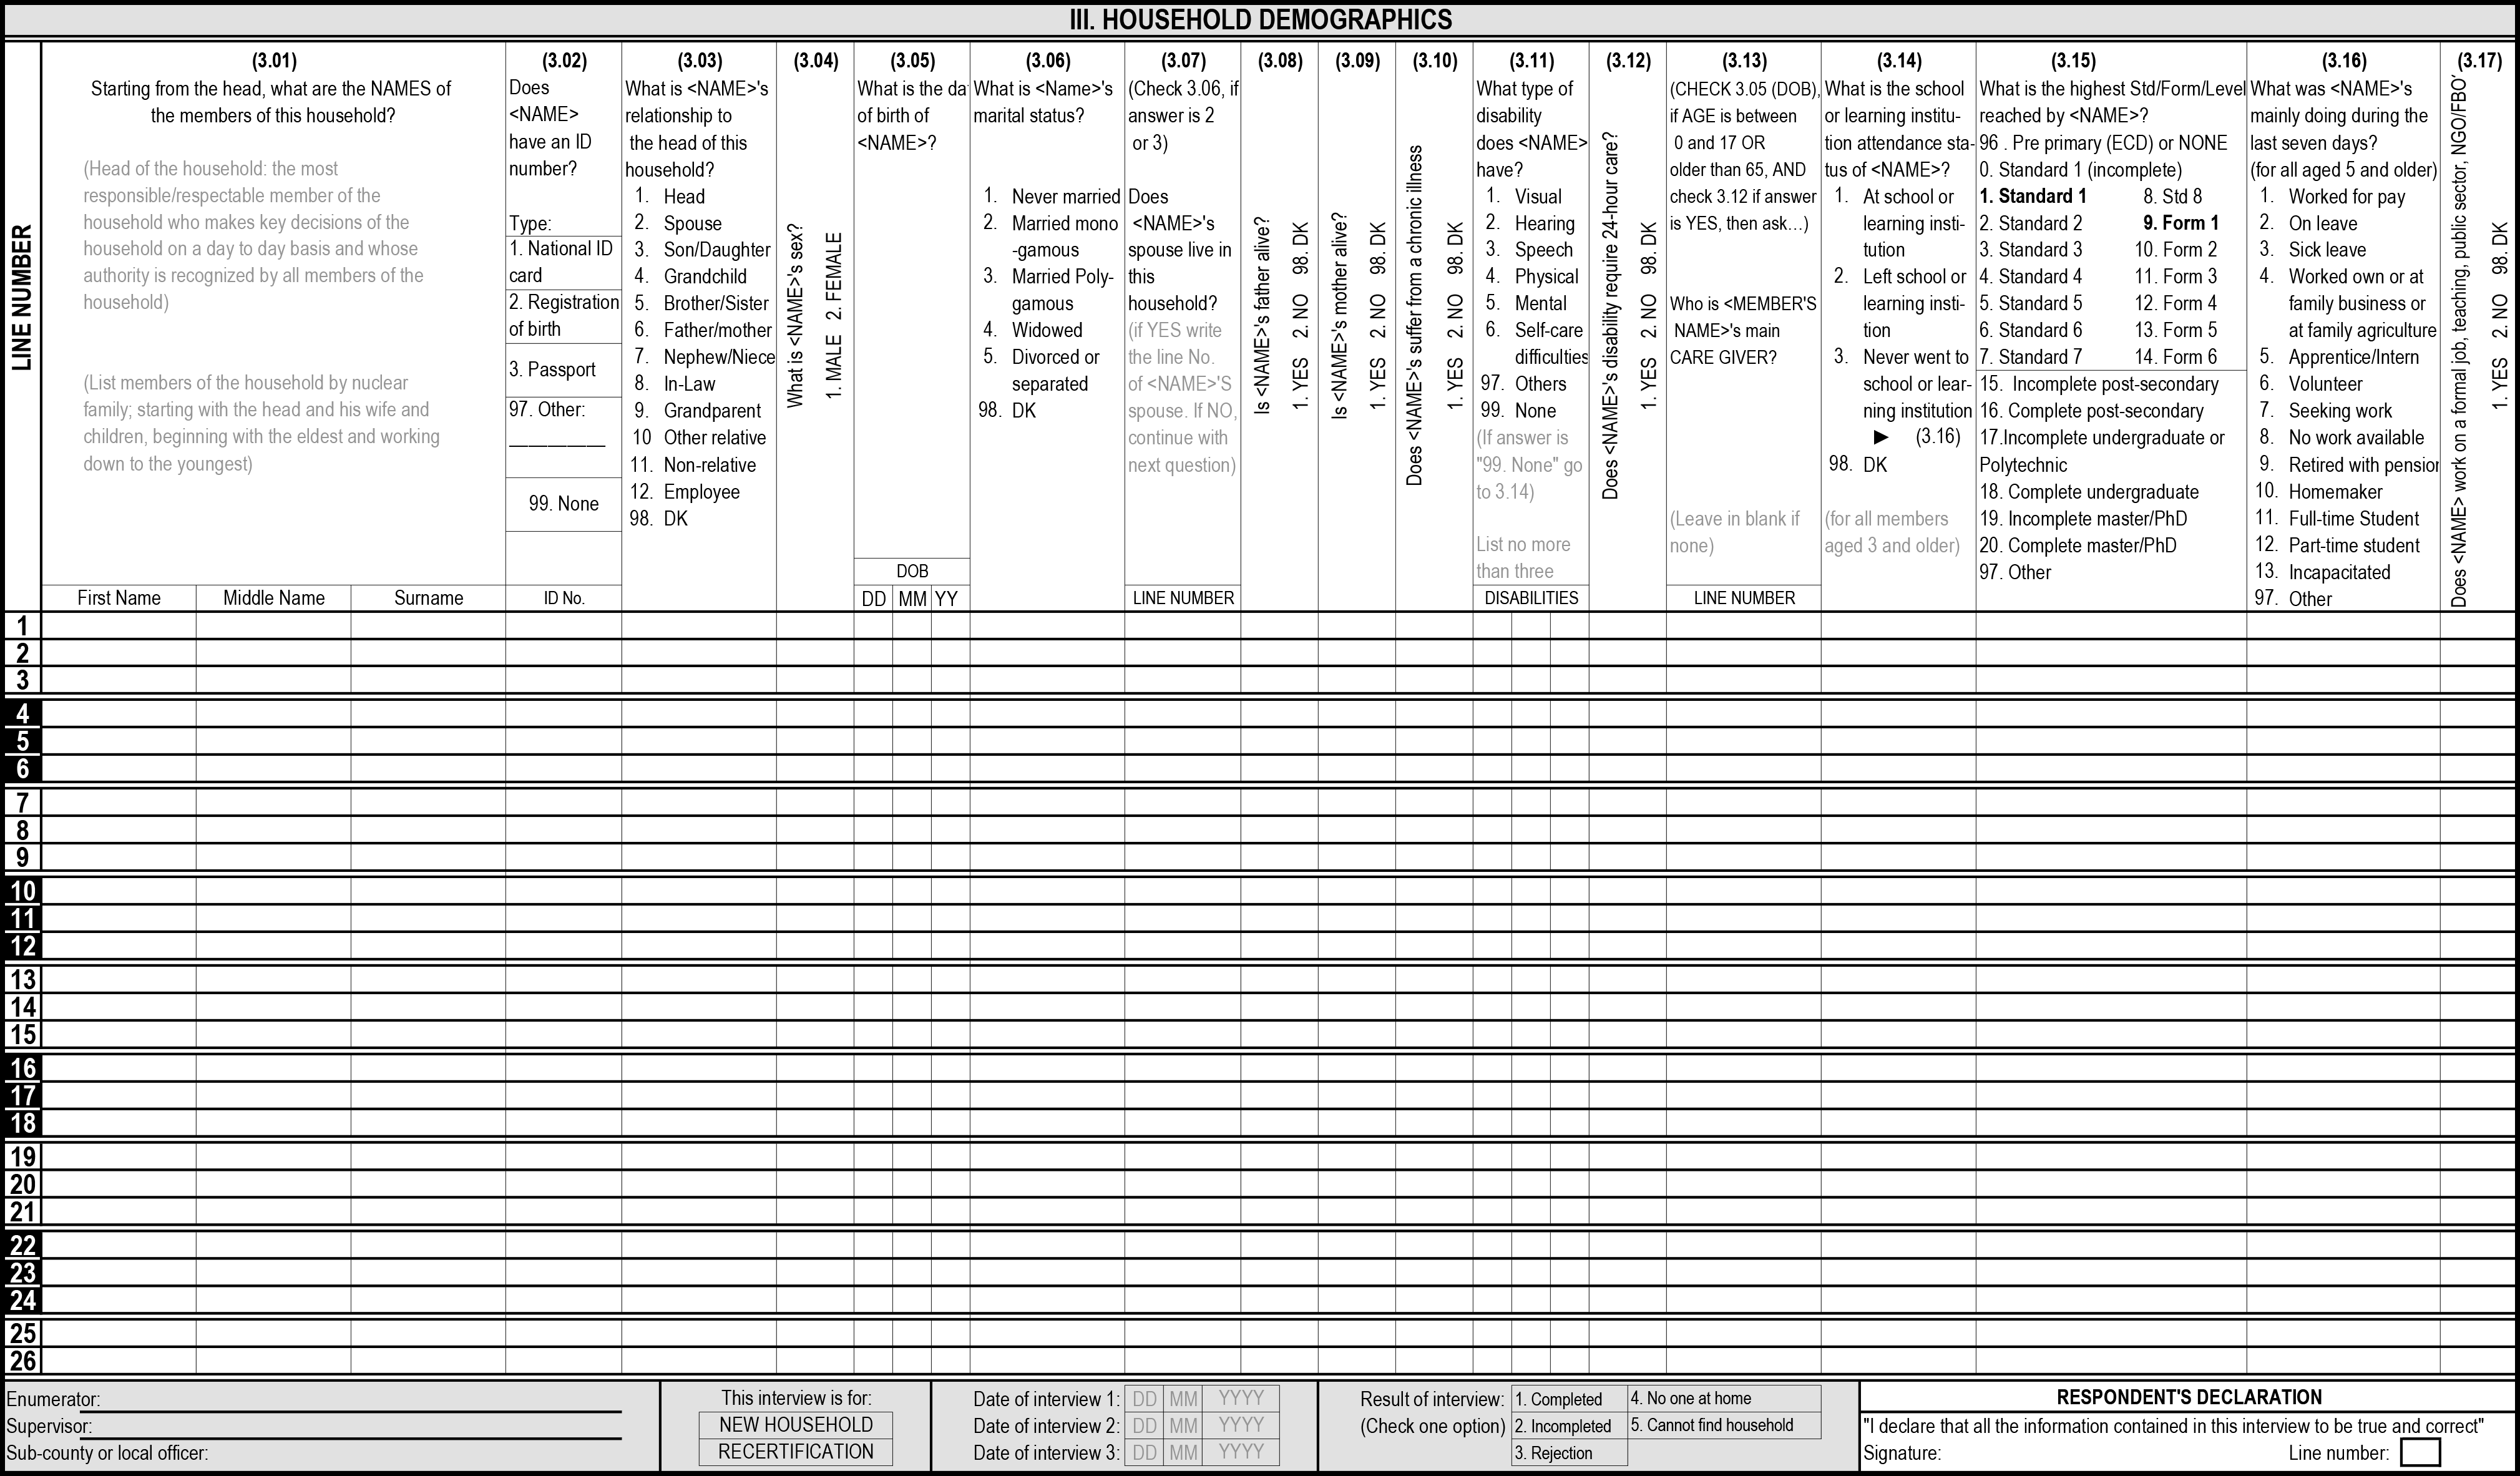 III. HOUSEHOLD DEMOGRAPHICS
LINE NUMBER
(3.01)
Starting from the head, what are the NAMES of
the members of this household?
(Head of the household: the most
responsible/respectable member of the
household who makes key decisions of the
household on a day to day basis and whose
authority is recognized by all members of the
household)
(List members of the household by nuclear
family; starting with the head and his wife and
children, beginning with the eldest and working
down to the youngest)
First Name Middle Name Surname
(3.02)
Does
<NAME>
have an ID
number?
Type:
1. National ID
card
2. Registration
of birth
3. Passport
97. Other:
__________
99. None
ID No.
(3.03)
What is <NAME>'s
relationship to
the head of this
household?
1. Head
2. Spouse
3. Son/Daughter
4. Grandchild
5. Brother/Sister
6. Father/mother
7. Nephew/Niece
8. In-Law
9. Grandparent
10 Other relative
11. Non-relative
12. Employee
98. DK
(3.04)
What is <NAME>'s sex?
1. MALE 2. FEMALE
(3.05)
What is the da
of birth of
<NAME>?
DOB
DD MM YY
(3.06)
What is <Name>'s
marital status?
1. Never married
2. Married mono
-gamous
3. Married Poly-
gamous
4. Widowed
5. Divorced or
separated
98. DK
(3.07)
(Check 3.06, if
answer is 2
or 3)
Does
<NAME>'s
spouse live in
this
household?
(if YES write
the line No.
of <NAME>'S
spouse. If NO,
continue with
next question)
LINE NUMBER
(3.08)
Is <NAME>'s father alive?
1. YES 2. NO 98. DK
(3.09)
Is <NAME>'s mother alive?
1. YES 2. NO 98. DK
(3.10)
Does <NAME>'s suffer from a chronic illness
1. YES 2. NO 98. DK
(3.11)
What type of
disability
does <NAME>
have?
1. Visual
2. Hearing
3. Speech
4. Physical
5. Mental
6. Self-care
difficulties
97. Others
99. None
(If answer is
"99. None" go
to 3.14)
List no more
than three
DISABILITIES
(3.12)
Does <NAME>'s disability require 24-hour care?
1. YES 2. NO 98. DK
(3.13)
(CHECK 3.05 (DOB),
if AGE is between
0 and 17 OR
older than 65, AND
check 3.12 if answer
is YES, then ask...)
Who is <MEMBER'S
NAME>'s main
CARE GIVER?
(Leave in blank if
none)
LINE NUMBER
(3.14)
What is the school
or learning institu-
tion attendance sta-
tus of <NAME>?
1. At school or
learning insti-
tution
2. Left school or
learning insti-
tion
3. Never went to
school or lear-
ning institution
► (3.16)
98. DK
(for all members
aged 3 and older)
(3.15)
What is the highest Std/Form/Level
reached by <NAME>?
96 . Pre primary (ECD) or NONE
0. Standard 1 (incomplete)
1. Standard 1 8. Std 8
2. Standard 2 9. Form 1
3. Standard 3 10. Form 2
4. Standard 4 11. Form 3
5. Standard 5 12. Form 4
6. Standard 6 13. Form 5
7. Standard 7 14. Form 6
15. Incomplete post-secondary
16. Complete post-secondary
17.Incomplete undergraduate or
Polytechnic
18. Complete undergraduate
19. Incomplete master/PhD
20. Complete master/PhD
97. Other
(3.16)
What was <NAME>'s
mainly doing during the
last seven days?
(for all aged 5 and older)
1. Worked for pay
2. On leave
3. Sick leave
4. Worked own or at
family business or
at family agriculture
5. Apprentice/Intern
6. Volunteer
7. Seeking work
8. No work available
9. Retired with pension
10. Homemaker
11. Full-time Student
12. Part-time student
13. Incapacitated
97. Other
(3.17)
Does <NAME> work on a formal job, teaching, public sector, NGO/FBO'
1. YES 2. NO 98. DK
1
2
3
4
5
6
7
8
9
10
11
12
13
14
15
16
17
18
19
20
21
22
23
24
25
26
Enumerator:
Supervisor:
Sub-county or local officer:
This interview is for:
NEW HOUSEHOLD
RECERTIFICATION
Date of interview 1: DD MM YYYY
Date of interview 2: DD MM YYYY
Date of interview 3: DD MM YYYY
Result of interview: 1. Completed 4. No one at home
(Check one option) 2. Incompleted 5. Cannot find household
3. Rejection
RESPONDENT'S DECLARATION
"I declare that all the information contained in this interview to be true and correct"
Signature: Line number: